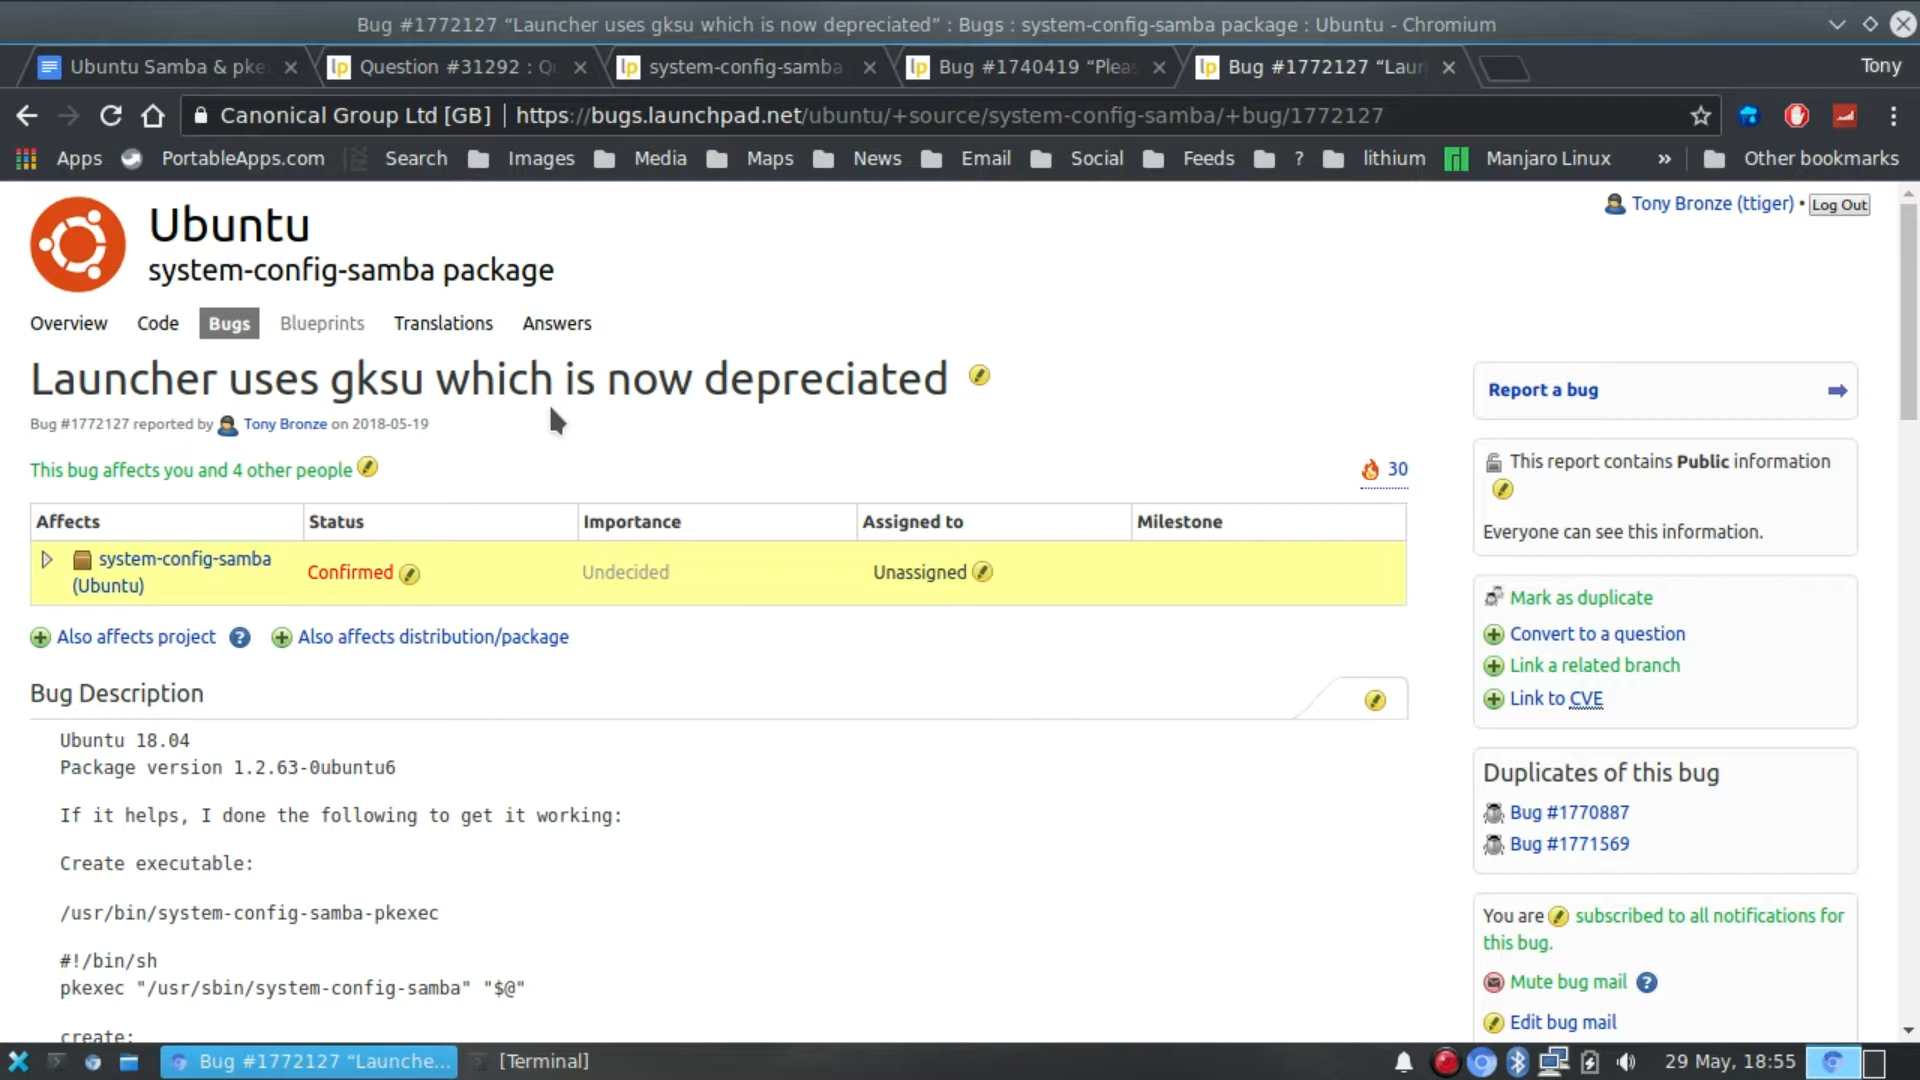 Bug #1772127 “Launcher uses gksu which is now depreciated” : Bugs : system-config-samba package : Ubuntu - Chromium
Ubuntu Samba & pke
lp Question #31292 : Qu
lp system-config-samba
lp Bug #1740419 “Pleas
lp Bug #1772127 “Laun
Tony
Canonical Group Ltd [GB] | https://bugs.launchpad.net/ubuntu/+source/system-config-samba/+bug/1772127
Apps PortableApps.com Search Images Media Maps News Email Social Feeds ? lithium Manjaro Linux » Other bookmarks
Tony Bronze (ttiger) • Log Out
Ubuntu
system-config-samba package
Overview Code Bugs Blueprints Translations Answers
Launcher uses gksu which is now depreciated
Bug #1772127 reported by Tony Bronze on 2018-05-19
This bug affects you and 4 other people
30
Affects Status Importance Assigned to Milestone
system-config-samba
(Ubuntu)
Confirmed Undecided Unassigned
Also affects project ? Also affects distribution/package
Bug Description
Ubuntu 18.04
Package version 1.2.63-0ubuntu6
If it helps, I done the following to get it working:
Create executable:
/usr/bin/system-config-samba-pkexec
#!/bin/sh
pkexec "/usr/sbin/system-config-samba" "$@"
create:
Report a bug
This report contains Public information
Everyone can see this information.
Mark as duplicate
Convert to a question
Link a related branch
Link to CVE
Duplicates of this bug
Bug #1770887
Bug #1771569
You are subscribed to all notifications for
this bug.
Mute bug mail ?
Edit bug mail
Bug #1772127 “Launche... [Terminal] 29 May, 18:55